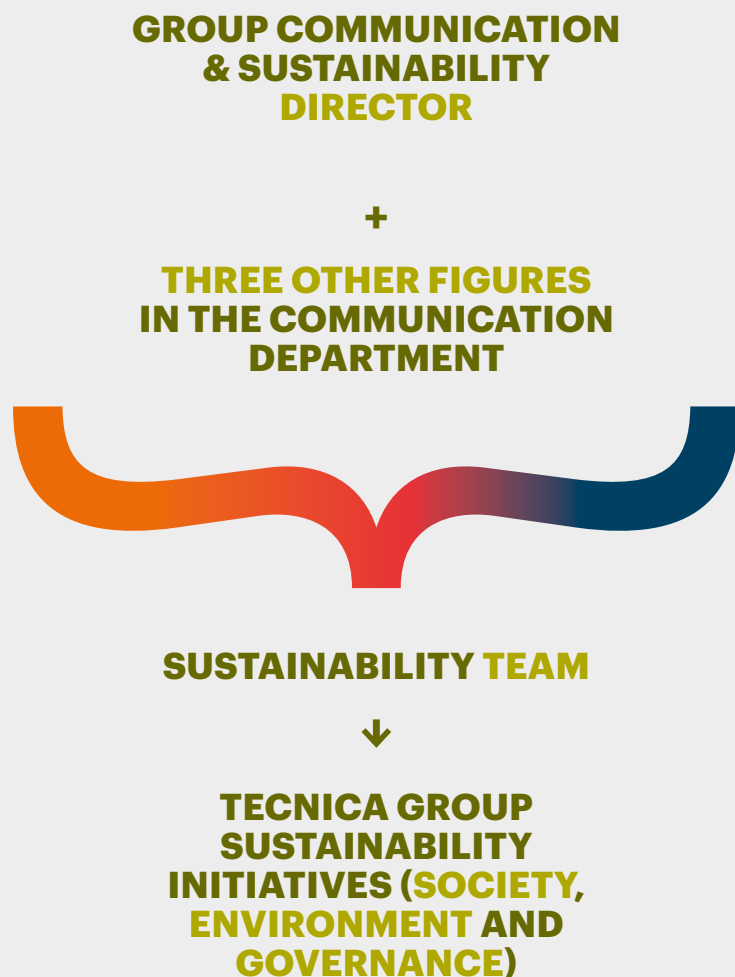 GROUP COMMUNICATION
& SUSTAINABILITY
DIRECTOR
+
THREE OTHER FIGURES
IN THE COMMUNICATION
DEPARTMENT
SUSTAINABILITY TEAM
↓
TECNICA GROUP
SUSTAINABILITY
INITIATIVES (SOCIETY,
ENVIRONMENT AND
GOVERNANCE)